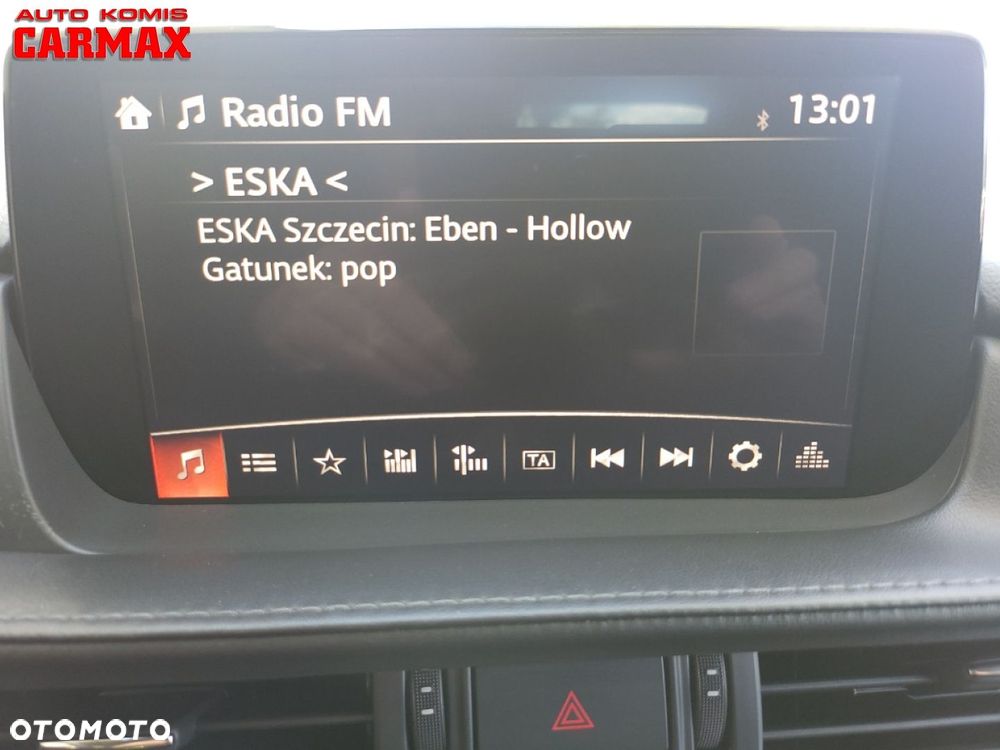 AUTO KOMIS
CARMAX
Radio FM
13:01
> ESKA <
ESKA Szczecin: Eben - Hollow
Gatunek: pop
TA
OTOMOTO